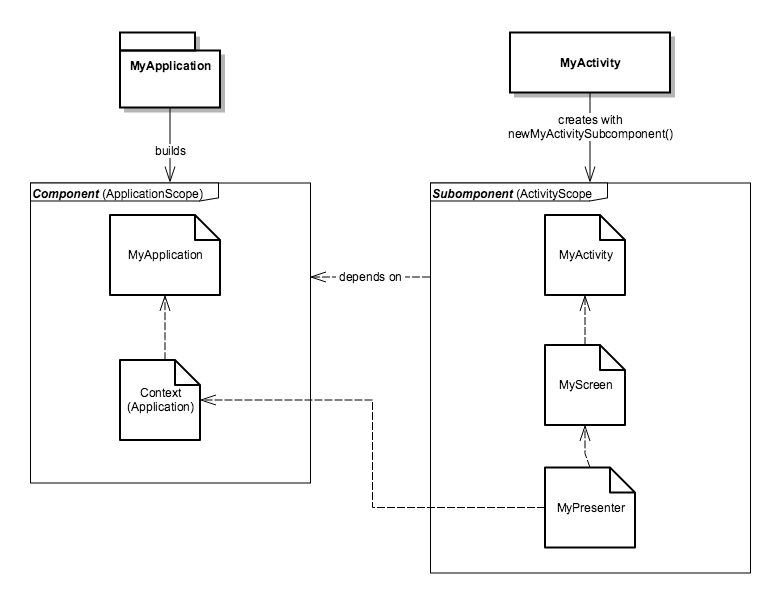 MyApplication
MyActivity
builds
creates with
newMyActivitySubcomponent()
Component (ApplicationScope)
MyApplication
Context
(Application)
depends on
Subomponent (ActivityScope
MyActivity
MyScreen
MyPresenter